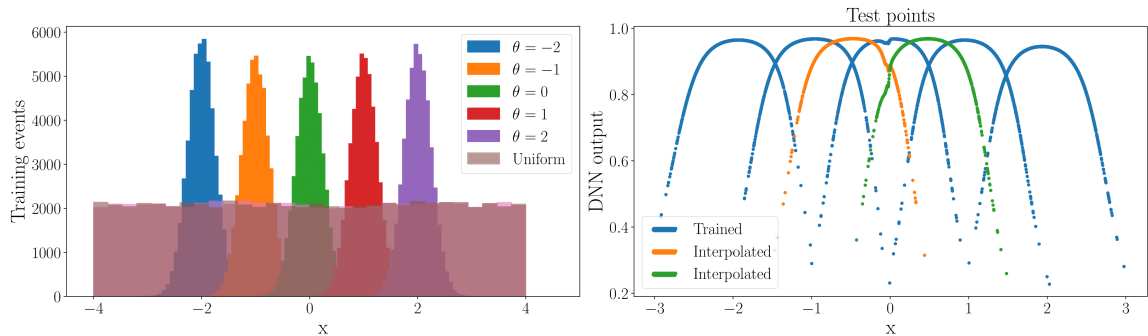 6000
5000
4000
3000
2000
1000
0
Training events
−4
−2
0
2
4
x
θ = −2
θ = −1
θ = 0
θ = 1
θ = 2
Uniform
Test points
1.0
0.8
0.6
0.4
0.2
DNN output
−3
−2
−1
0
1
2
3
x
Trained
Interpolated
Interpolated